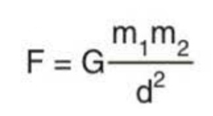 F = G m₁m₂/d²